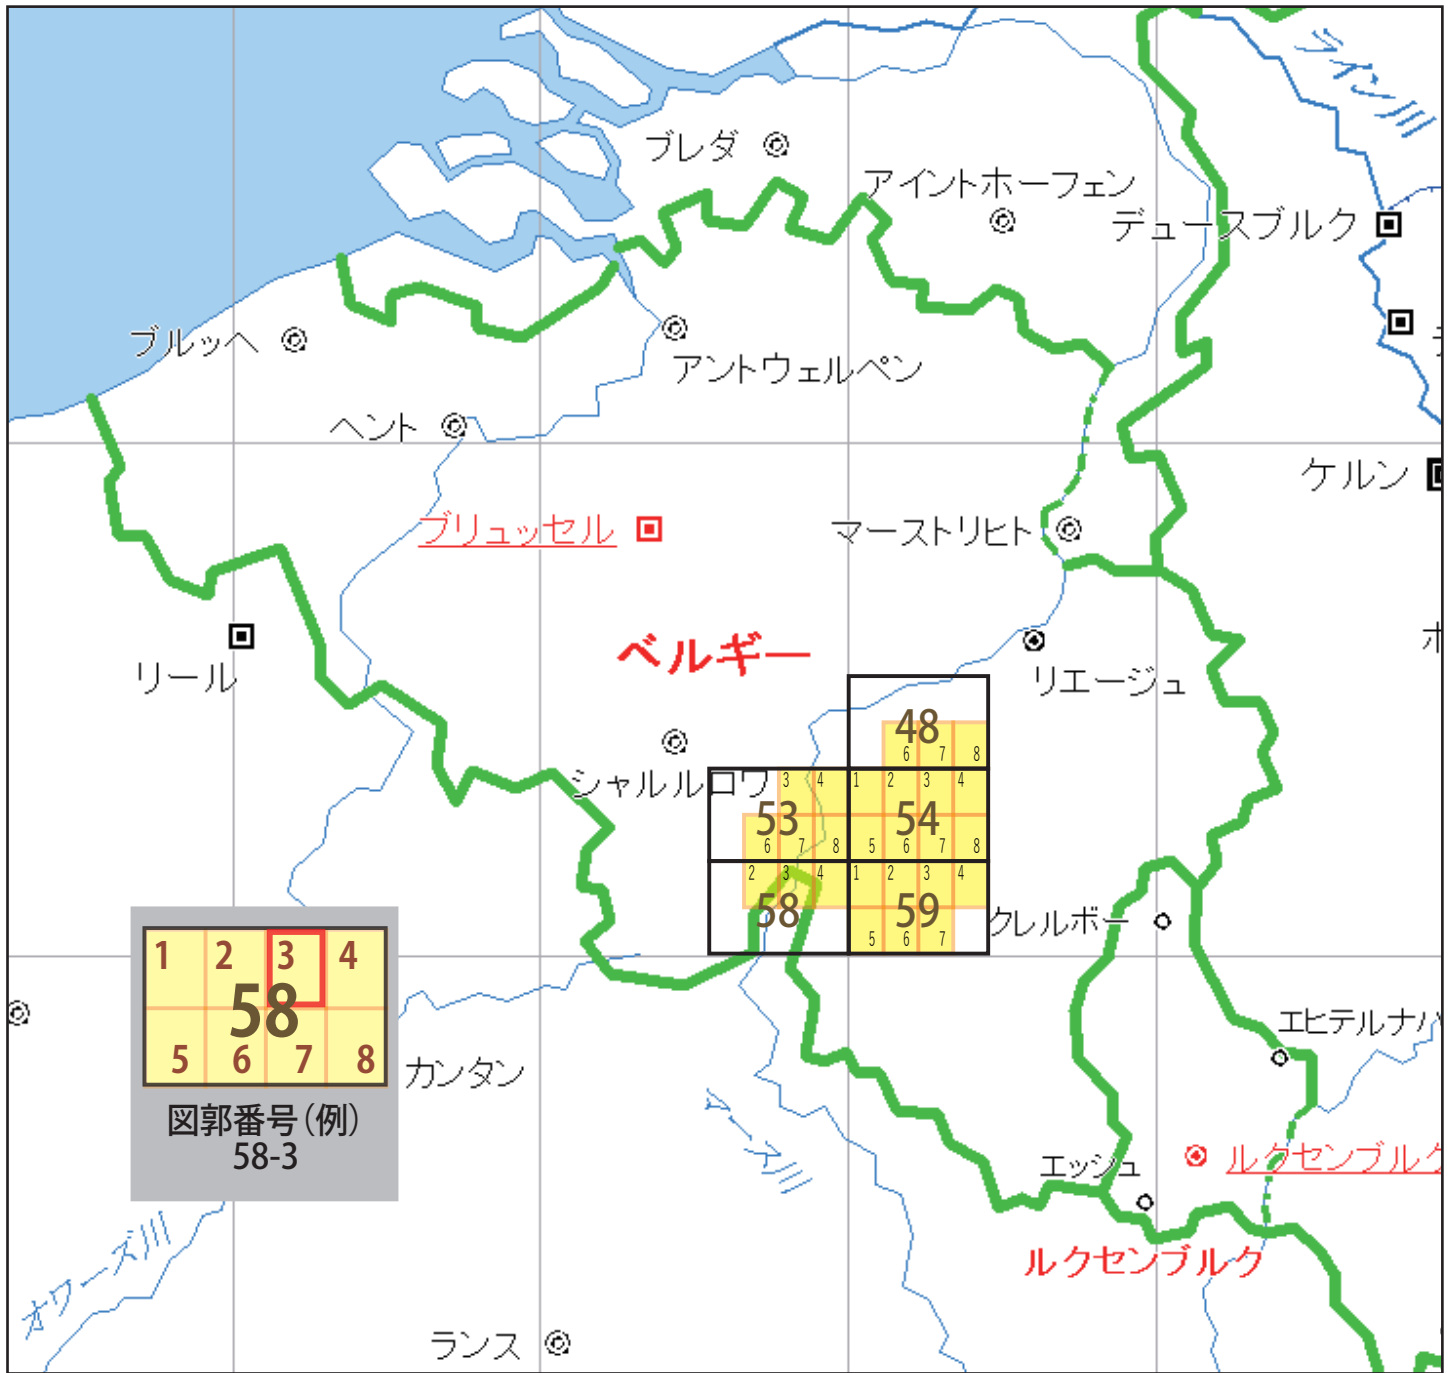 ライン川
ブレダ
アイントホーフェン
デュースブルク
ブルッヘ
アントウェルペン
ヘント
ケルン
ブリュッセル
マーストリヒト
ベルギー
リール
リエージュ
シャルルロワ
48
6 7 8
3 4
53
6 7 8
1 2 3 4
54
5 6 7 8
2 3 4
58
1 2 3 4
59
5 6 7
クレルボー
1 2 3 4
58
5 6 7 8
図郭番号(例)
58-3
カンタン
エヒテルナハ
エッシュ
ルクセンブルク
ルクセンブルク
オワーズ川
ランス